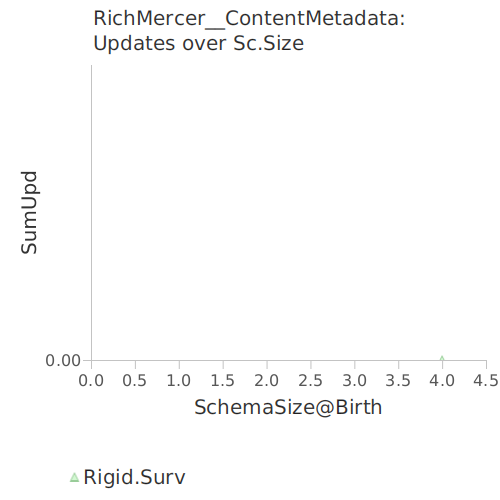 RichMercer__ContentMetadata:
Updates over Sc.Size
SumUpd
0.00
0.0 0.5 1.0 1.5 2.0 2.5 3.0 3.5 4.0 4.5
SchemaSize@Birth
Rigid.Surv